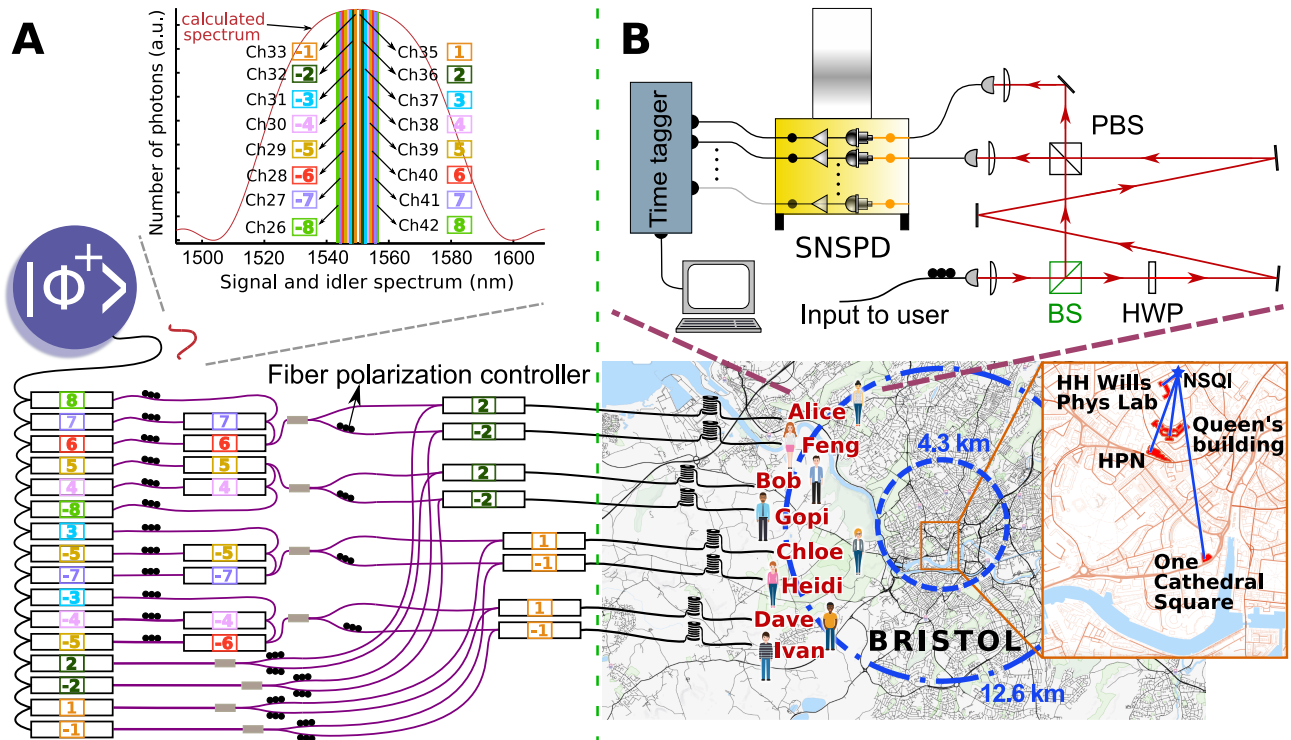 A
calculated
spectrum
Number of photons (a.u.)
Ch33 -1
Ch32 -2
Ch31 -3
Ch30 -4
Ch29 -5
Ch28 -6
Ch27 -7
Ch26 -8
Ch35 1
Ch36 2
Ch37 3
Ch38 4
Ch39 5
Ch40 6
Ch41 7
Ch42 8
1500 1520 1540 1560 1580 1600
Signal and idler spectrum (nm)
|Φ+>
Fiber polarization controller
8
7 7
6 6
5 5
4 4
-8
3
-5 -5
-7 -7
-3
-4 -4
-5 -6
2
-2
1
-1
2
-2
2
-2
1
-1
1
-1
B
Time tagger
SNSPD
PBS
Input to user
BS
HWP
Alice
Feng
Bob
Gopi
Chloe
Heidi
Dave
Ivan
4.3 km
BRISTOL
12.6 km
NSQI
HH Wills
Phys Lab
Queen's
building
HPN
One
Cathedral
Square